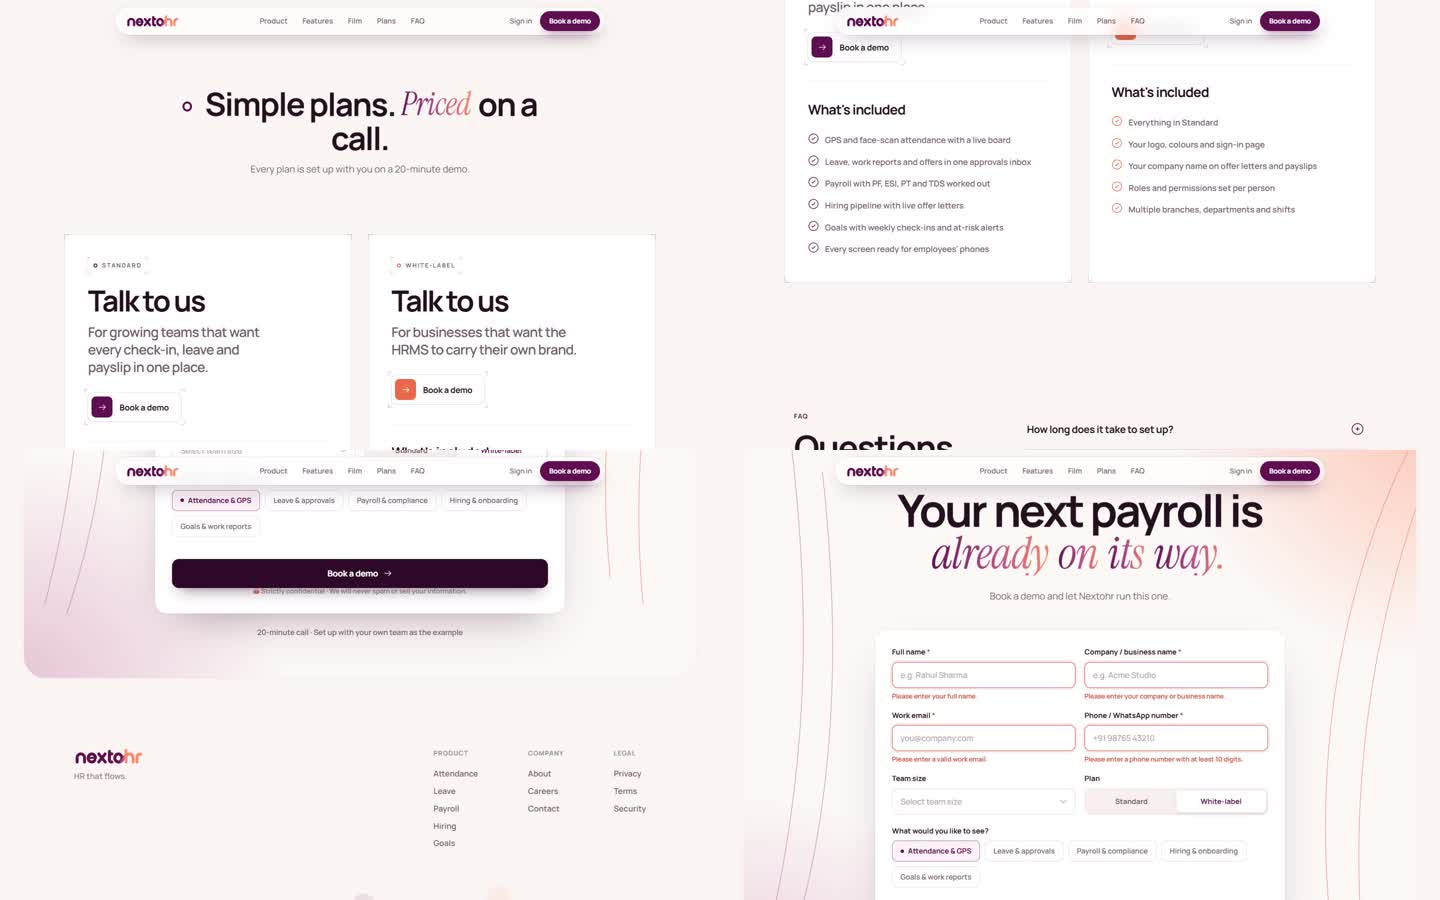 nextohr Product Features Film Plans FAQ Sign in Book a demo
Simple plans. Priced on a
call.
Every plan is set up with you on a 20-minute demo.
STANDARD
Talk to us
For growing teams that want
every check-in, leave and
payslip in one place.
Book a demo
WHITE-LABEL
Talk to us
For businesses that want the
HRMS to carry their own brand.
Book a demo
payslip in one place
nextohr Product Features Film Plans FAQ Sign in Book a demo
Book a demo
What's included
GPS and face-scan attendance with a live board
Leave, work reports and offers in one approvals inbox
Payroll with PF, ESI, PT and TDS worked out
Hiring pipeline with live offer letters
Goals with weekly check-ins and at-risk alerts
Every screen ready for employees' phones
What's included
Everything in Standard
Your logo, colours and sign-in page
Your company name on offer letters and payslips
Roles and permissions set per person
Multiple branches, departments and shifts
FAQ
Questions
How long does it take to set up?
Select team size
White-label
nextohr Product Features Film Plans FAQ Sign in Book a demo
Attendance & GPS Leave & approvals Payroll & compliance Hiring & onboarding
Goals & work reports
Book a demo
Strictly confidential · We will never spam or sell your information.
20-minute call · Set up with your own team as the example
nextohr
HR that flows.
PRODUCT
Attendance
Leave
Payroll
Hiring
Goals
COMPANY
About
Careers
Contact
LEGAL
Privacy
Terms
Security
nextohr Product Features Film Plans FAQ Sign in Book a demo
Your next payroll is
already on its way.
Book a demo and let Nextohr run this one.
Full name *
e.g. Rahul Sharma
Please enter your full name.
Company / business name *
e.g. Acme Studio
Please enter your company or business name.
Work email *
you@company.com
Please enter a valid work email.
Phone / WhatsApp number *
+91 98765 43210
Please enter a phone number with at least 10 digits.
Team size
Select team size
Plan
Standard White-label
What would you like to see?
Attendance & GPS Leave & approvals Payroll & compliance Hiring & onboarding
Goals & work reports